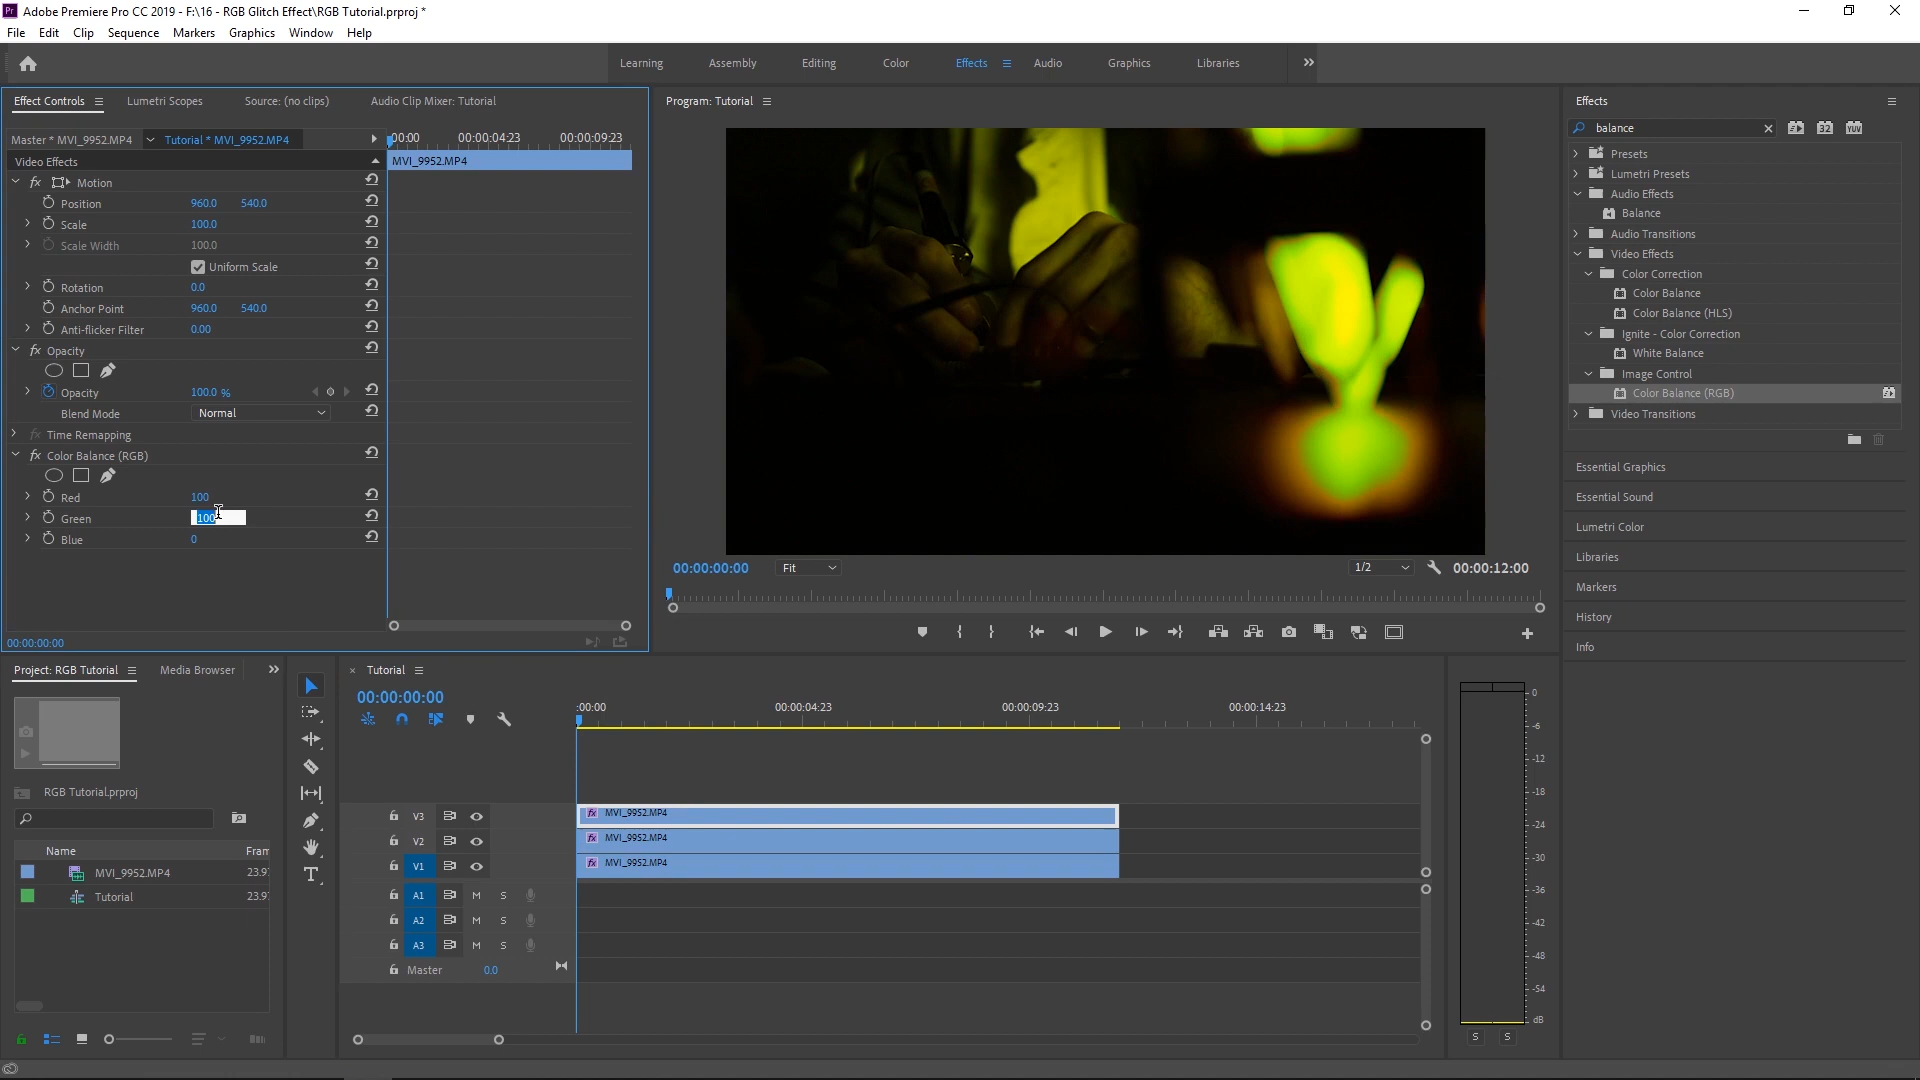 Pr Adobe Premiere Pro CC 2019 - F:\16 - RGB Glitch Effect\RGB Tutorial.prproj *
File Edit Clip Sequence Markers Graphics Window Help
Learning Assembly Editing Color Effects Audio Graphics Libraries
Effect Controls Lumetri Scopes Source: (no clips) Audio Clip Mixer: Tutorial
Master * MVI_9952.MP4 Tutorial * MVI_9952.MP4
:00:00 00:00:04:23 00:00:09:23
Video Effects
MVI_9952.MP4
fx Motion
Position 960.0 540.0
Scale 100.0
Scale Width 100.0
Uniform Scale
Rotation 0.0
Anchor Point 960.0 540.0
Anti-flicker Filter 0.00
fx Opacity
Opacity 100.0 %
Blend Mode Normal
fx Time Remapping
fx Color Balance (RGB)
Red 100
Green 100
Blue 0
00:00:00:00
Program: Tutorial
00:00:00:00 Fit 1/2 00:00:12:00
Effects
balance
32 YUV
Presets
Lumetri Presets
Audio Effects
Balance
Audio Transitions
Video Effects
Color Correction
Color Balance
Color Balance (HLS)
Ignite - Color Correction
White Balance
Image Control
Color Balance (RGB)
Video Transitions
Essential Graphics
Essential Sound
Lumetri Color
Libraries
Markers
History
Info
Project: RGB Tutorial Media Browser
RGB Tutorial.prproj
Name Fram
MVI_9952.MP4 23.9
Tutorial 23.9
× Tutorial
00:00:00:00
:00:00 00:00:04:23 00:00:09:23 00:00:14:23
V3 fx MVI_9952.MP4
V2 fx MVI_9952.MP4
V1 fx MVI_9952.MP4
A1 M S
A2 M S
A3 M S
Master 0.0
0
-6
-12
-18
-24
-30
-36
-42
-48
-54
dB
S S